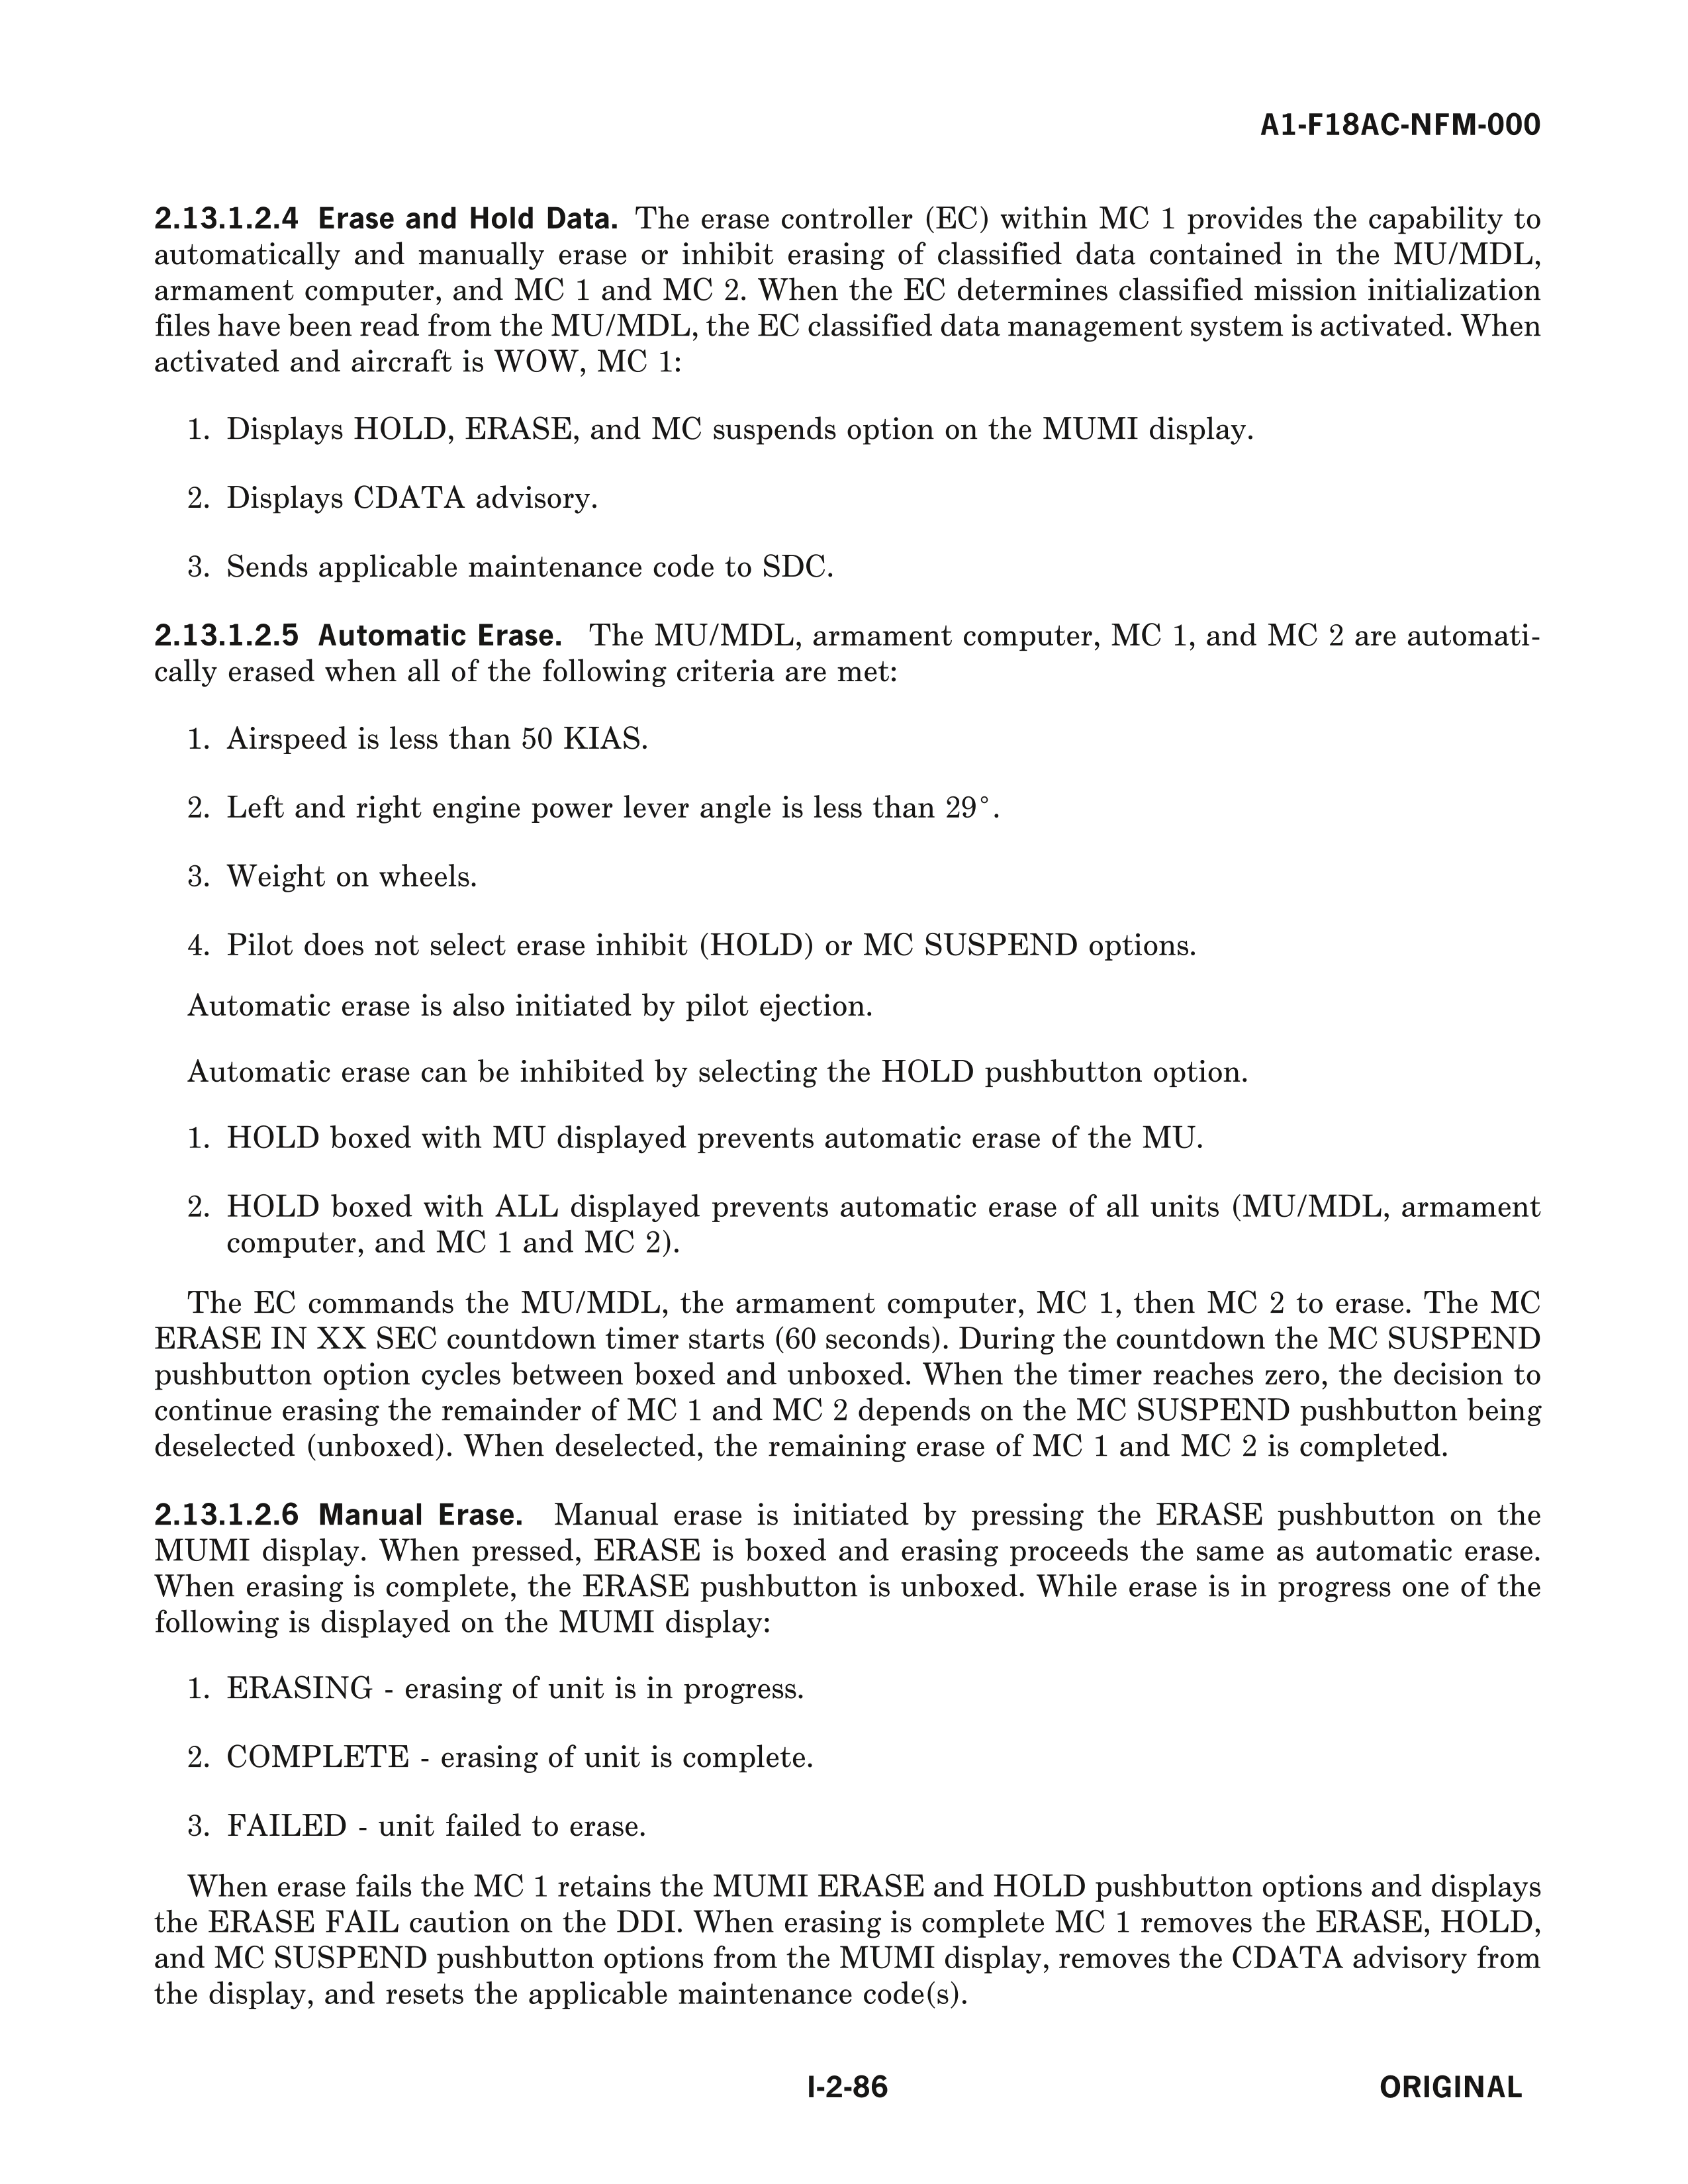 A1-F18AC-NFM-000
2.13.1.2.4 Erase and Hold Data. The erase controller (EC) within MC 1 provides the capability to
automatically and manually erase or inhibit erasing of classified data contained in the MU/MDL,
armament computer, and MC 1 and MC 2. When the EC determines classified mission initialization
files have been read from the MU/MDL, the EC classified data management system is activated. When
activated and aircraft is WOW, MC 1:
1. Displays HOLD, ERASE, and MC suspends option on the MUMI display.
2. Displays CDATA advisory.
3. Sends applicable maintenance code to SDC.
2.13.1.2.5 Automatic Erase. The MU/MDL, armament computer, MC 1, and MC 2 are automati-
cally erased when all of the following criteria are met:
1. Airspeed is less than 50 KIAS.
2. Left and right engine power lever angle is less than 29°.
3. Weight on wheels.
4. Pilot does not select erase inhibit (HOLD) or MC SUSPEND options.
Automatic erase is also initiated by pilot ejection.
Automatic erase can be inhibited by selecting the HOLD pushbutton option.
1. HOLD boxed with MU displayed prevents automatic erase of the MU.
2. HOLD boxed with ALL displayed prevents automatic erase of all units (MU/MDL, armament
computer, and MC 1 and MC 2).
The EC commands the MU/MDL, the armament computer, MC 1, then MC 2 to erase. The MC
ERASE IN XX SEC countdown timer starts (60 seconds). During the countdown the MC SUSPEND
pushbutton option cycles between boxed and unboxed. When the timer reaches zero, the decision to
continue erasing the remainder of MC 1 and MC 2 depends on the MC SUSPEND pushbutton being
deselected (unboxed). When deselected, the remaining erase of MC 1 and MC 2 is completed.
2.13.1.2.6 Manual Erase. Manual erase is initiated by pressing the ERASE pushbutton on the
MUMI display. When pressed, ERASE is boxed and erasing proceeds the same as automatic erase.
When erasing is complete, the ERASE pushbutton is unboxed. While erase is in progress one of the
following is displayed on the MUMI display:
1. ERASING - erasing of unit is in progress.
2. COMPLETE - erasing of unit is complete.
3. FAILED - unit failed to erase.
When erase fails the MC 1 retains the MUMI ERASE and HOLD pushbutton options and displays
the ERASE FAIL caution on the DDI. When erasing is complete MC 1 removes the ERASE, HOLD,
and MC SUSPEND pushbutton options from the MUMI display, removes the CDATA advisory from
the display, and resets the applicable maintenance code(s).
I-2-86
ORIGINAL